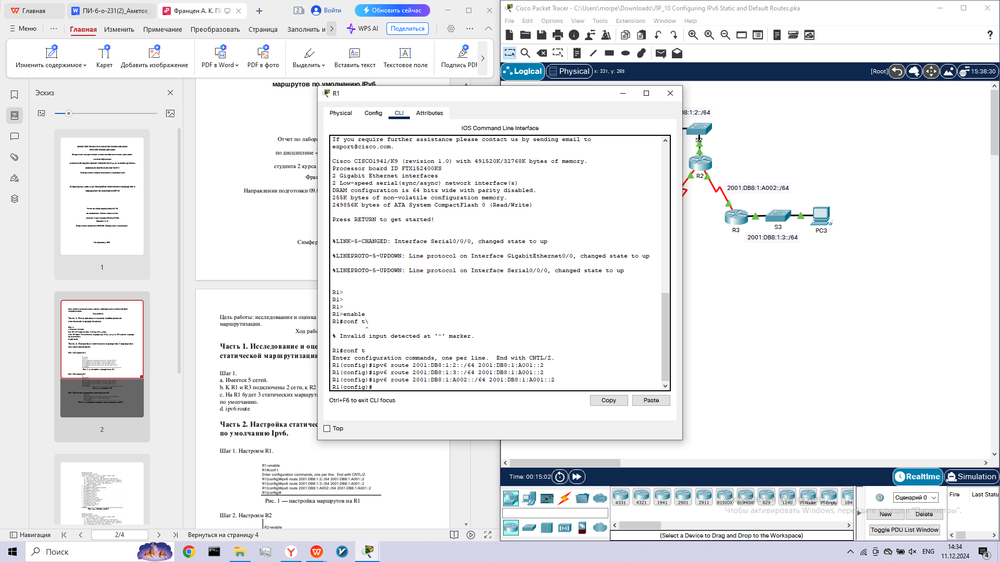 Главная
ПИ-6-о-231(2)_Аметов_
Францен А. К. П
2
Войти
Обновить сейчас
Меню
Главная
Изменить
Примечание
Преобразовать
Страница
Заполнить и
WPS AI
Поделиться
Изменить содержимое
Карет
Добавить изображение
PDF в Word
PDF в фото
Выделить
Вставить текст
Текстовое поле
Подпись PDF
Эскиз
1
2
маршрутов по умолчанию IPv6
Отчет по лабора
по дисциплине «
студента 2 курса
Фран
Направления подготовки 09.0
Симфер
Цель работы: исследоваание и оценка
маршрутизации.
Ход рабо
Часть 1. Исследование и оце
статической маршрутизации
Шаг 1.
a. Имеется 5 сетей.
b. К R1 и R3 подключены 2 сети, к R2
c. На R1 будет 3 статических маршрута
по умолчанию.
d. ipv6 route
Часть 2. Настройка статичес
по умолчанию Ipv6.
Шаг 1. Настроим R1.
R1>enable
R1#conf t
Enter configuration commands, one per line. End with CNTL/Z.
R1(config)#ipv6 route 2001:DB8:1:2::/64 2001:DB8:1:A001::2
R1(config)#ipv6 route 2001:DB8:1:3::/64 2001:DB8:1:A001::2
R1(config)#ipv6 route 2001:DB8:1:A002::/64 2001:DB8:1:A001::2
R1(config)#
Рис. 1 — настройка маршрутов на R1
Шаг 2. Настроим R2
R2>enable
Навигация
2/4
Вернуться на страницу 4
Cisco Packet Tracer - C:\Users\morpe\Downloads\ЛР_10 Configuring IPv6 Static and Default Routes.pka
File Edit Options View Tools Extensions Window Help
Logical
Physical
x: 331, y: 265
[Root]
15:38:30
R1
Physical
Config
CLI
Attributes
IOS Command Line Interface
If you require further assistance please contact us by sending email to
export@cisco.com.
Cisco CISCO1941/K9 (revision 1.0) with 491520K/32768K bytes of memory.
Processor board ID FTX152400KS
2 Gigabit Ethernet interfaces
2 Low-speed serial(sync/async) network interface(s)
DRAM configuration is 64 bits wide with parity disabled.
255K bytes of non-volatile configuration memory.
249856K bytes of ATA System CompactFlash 0 (Read/Write)
Press RETURN to get started!
%LINK-5-CHANGED: Interface Serial0/0/0, changed state to up
%LINEPROTO-5-UPDOWN: Line protocol on Interface GigabitEthernet0/0, changed state to up
%LINEPROTO-5-UPDOWN: Line protocol on Interface Serial0/0/0, changed state to up
R1>
R1>
R1>
R1>enable
R1#conf t\
^
% Invalid input detected at '^' marker.
R1#conf t
Enter configuration commands, one per line. End with CNTL/Z.
R1(config)#ipv6 route 2001:DB8:1:2::/64 2001:DB8:1:A001::2
R1(config)#ipv6 route 2001:DB8:1:3::/64 2001:DB8:1:A001::2
R1(config)#ipv6 route 2001:DB8:1:A002::/64 2001:DB8:1:A001::2
R1(config)#
Ctrl+F6 to exit CLI focus
Copy
Paste
Top
B8:1:2::/64
S2
R2
2001:DB8:1:A002::/64
R3
S3
PC3
2001:DB8:1:3::/64
Time: 00:15:02
Realtime
Simulation
4331 4321 1941 2901 2911 819IOX 819HGW 829 1240 PT-Router PT-Empty 184
(Select a Device to Drag and Drop to the Workspace)
Сценарий 0
Fire
Last Statu
New
Delete
Toggle PDU List Window
Чтобы активировать Windows, перейдите в раздел "Параметры".
Поиск
ENG
14:34
11.12.2024
4